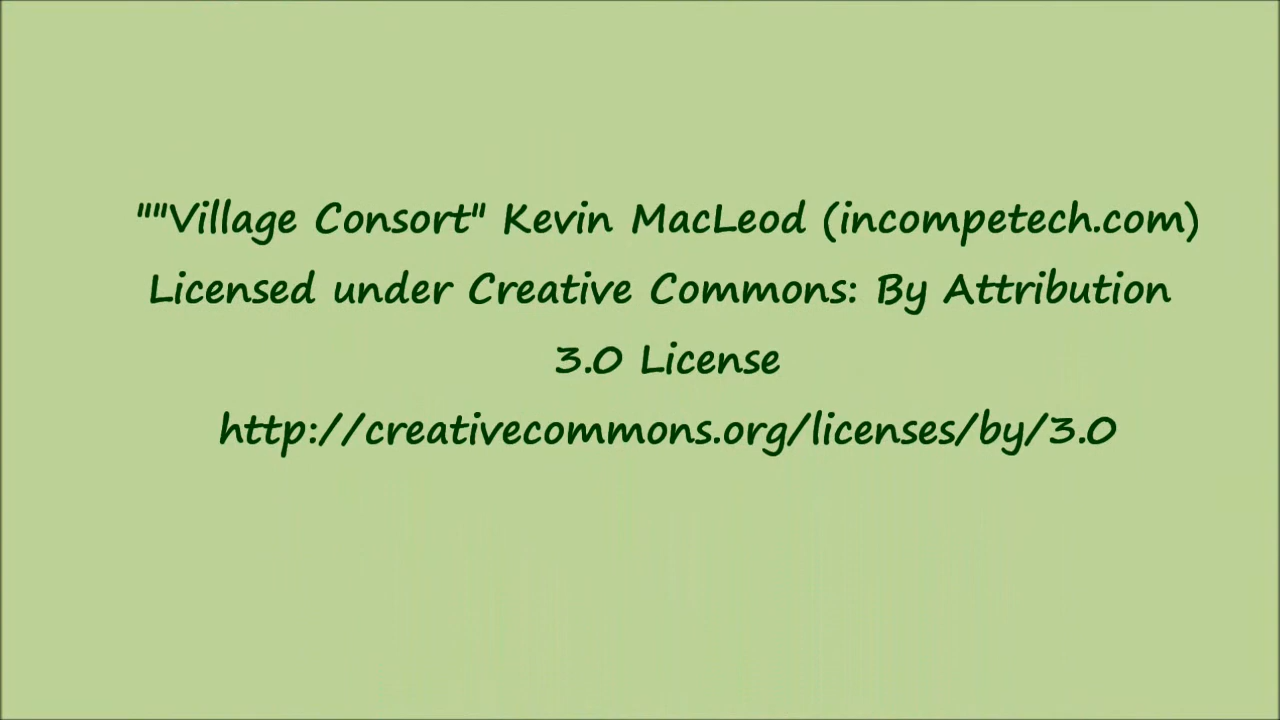 ""Village Consort" Kevin MacLeod (incompetech.com)
Licensed under Creative Commons: By Attribution
3.0 License
http://creativecommons.org/licenses/by/3.0